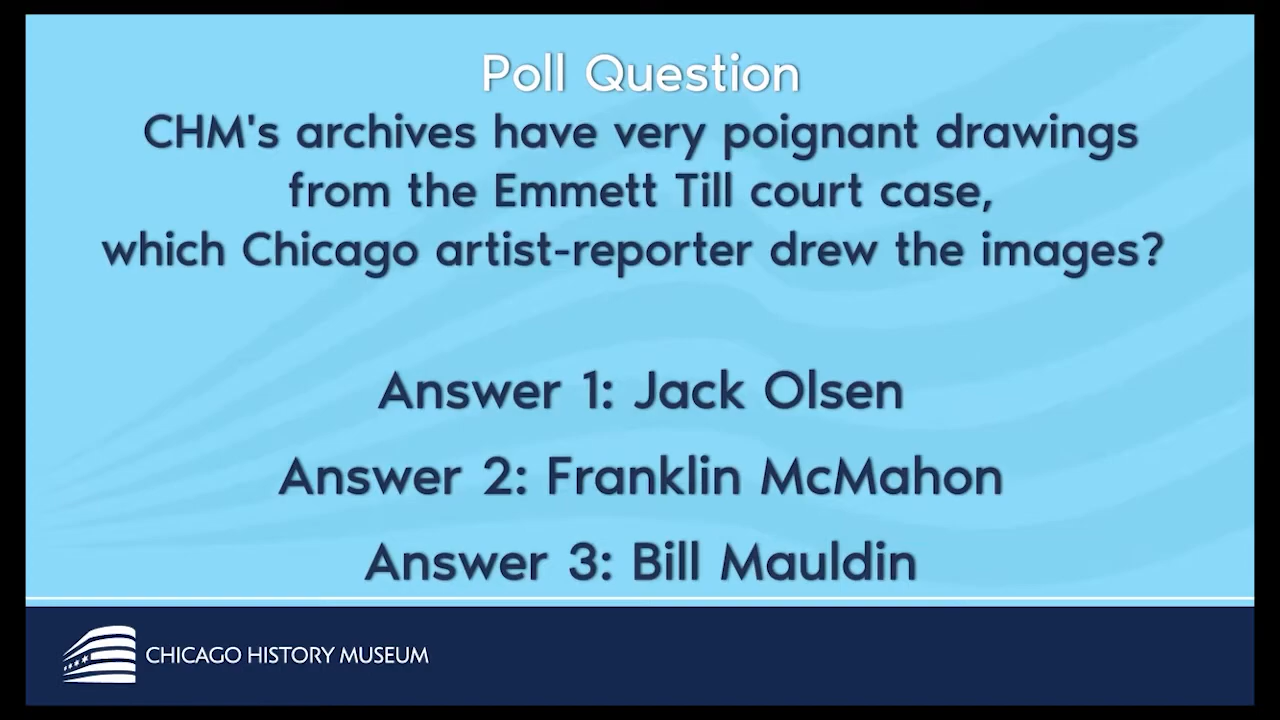 Poll Question
CHM's archives have very poignant drawings
from the Emmett Till court case,
which Chicago artist-reporter drew the images?
Answer 1: Jack Olsen
Answer 2: Franklin McMahon
Answer 3: Bill Mauldin
CHICAGO HISTORY MUSEUM